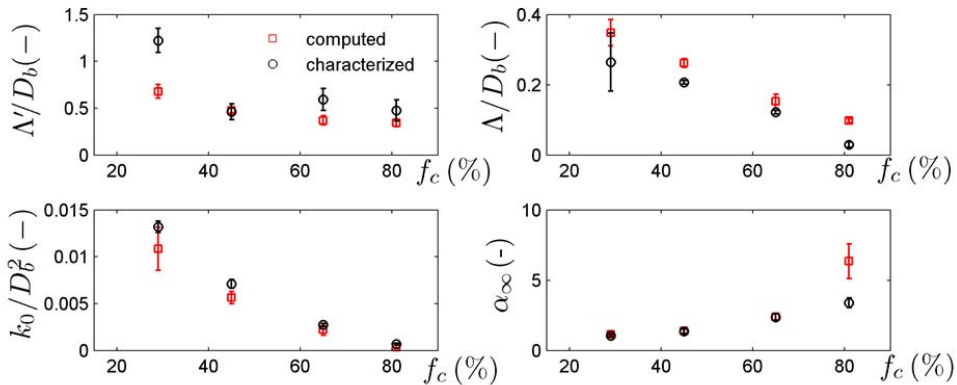 Λ′/D_b(−)
1.5
1
0.5
0
computed
characterized
20 40 60 80
f_c (%)
Λ/D_b(−)
0.4
0.2
0
20 40 60 80
f_c (%)
k_0/D_b^2(−)
0.015
0.01
0.005
0
20 40 60 80
f_c (%)
α_∞(-)
10
5
0
20 40 60 80
f_c (%)